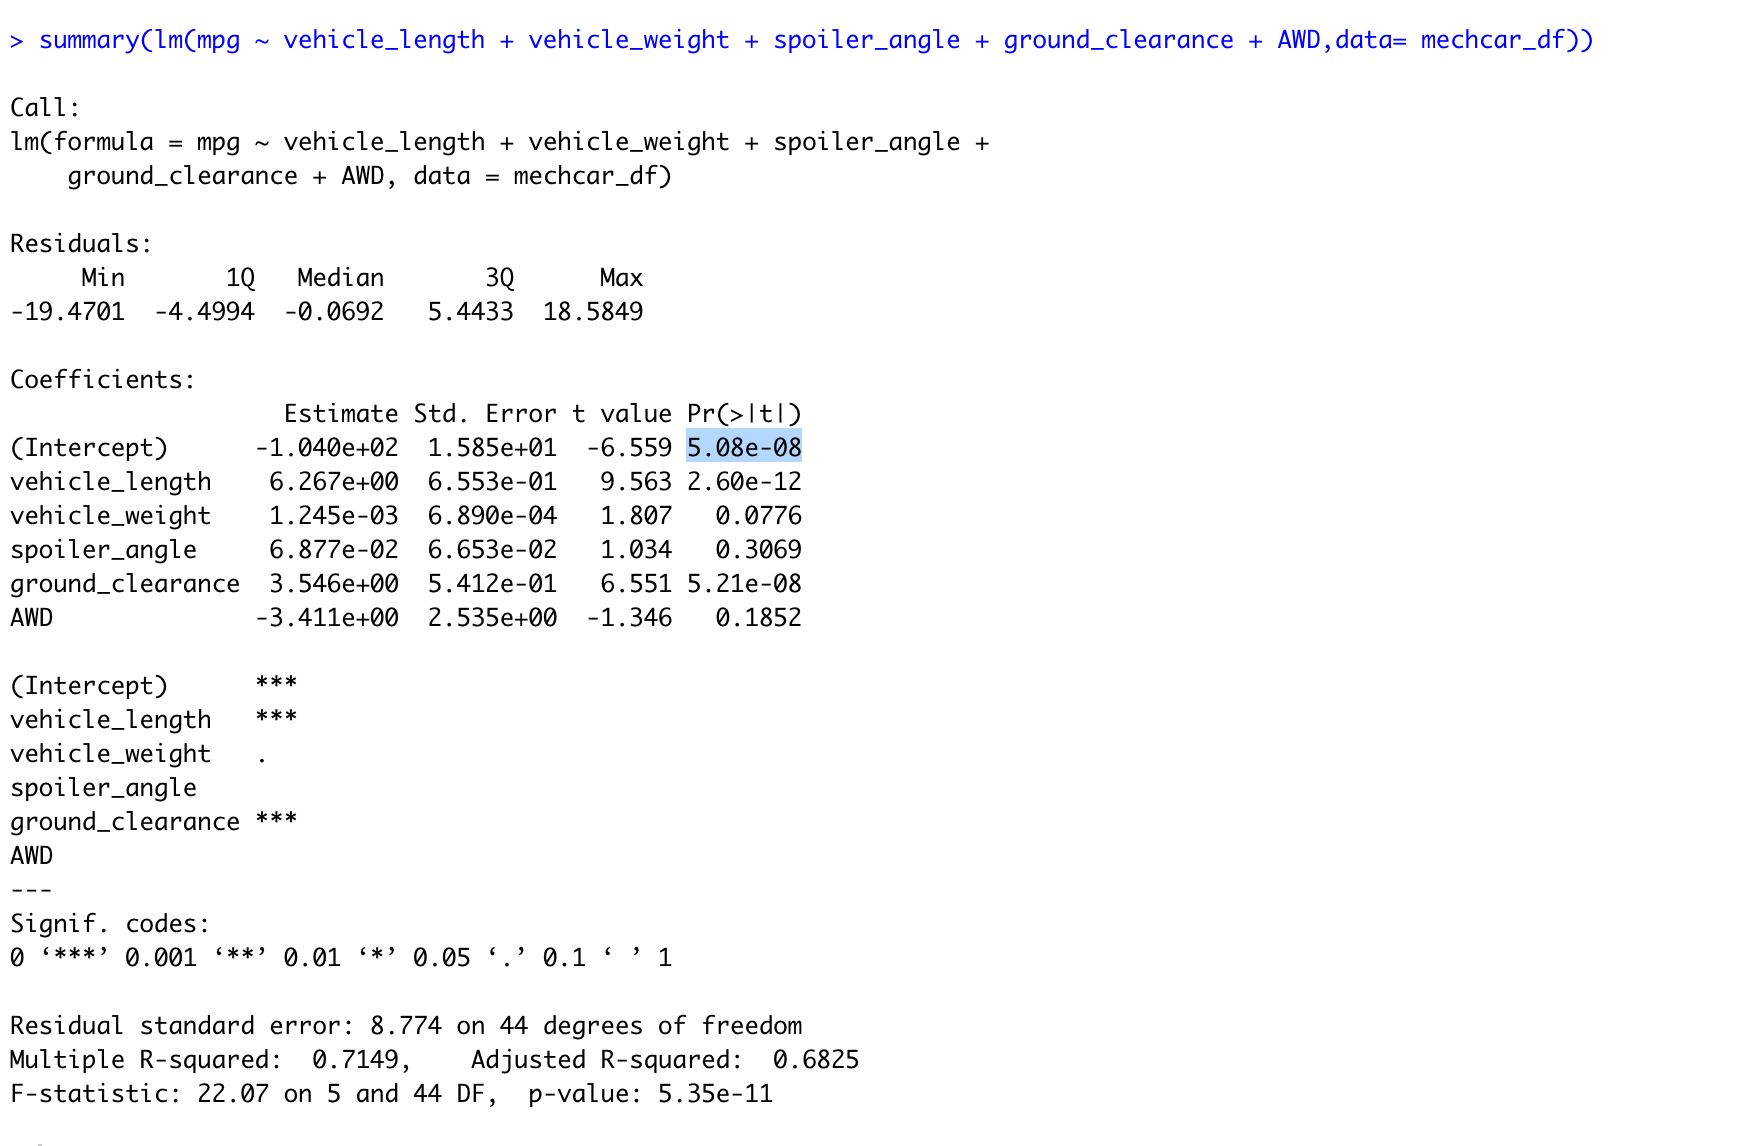 > summary(lm(mpg ~ vehicle_length + vehicle_weight + spoiler_angle + ground_clearance + AWD,data= mechcar_df))
Call:
lm(formula = mpg ~ vehicle_length + vehicle_weight + spoiler_angle +
    ground_clearance + AWD, data = mechcar_df)
Residuals:
     Min       1Q   Median       3Q      Max
-19.4701  -4.4994  -0.0692   5.4433  18.5849
Coefficients:
                   Estimate Std. Error t value Pr(>|t|)
(Intercept)      -1.040e+02  1.585e+01  -6.559 5.08e-08
vehicle_length    6.267e+00  6.553e-01   9.563 2.60e-12
vehicle_weight    1.245e-03  6.890e-04   1.807   0.0776
spoiler_angle     6.877e-02  6.653e-02   1.034   0.3069
ground_clearance  3.546e+00  5.412e-01   6.551 5.21e-08
AWD              -3.411e+00  2.535e+00  -1.346   0.1852
(Intercept)      ***
vehicle_length   ***
vehicle_weight   .
spoiler_angle
ground_clearance ***
AWD
---
Signif. codes:
0 ‘***’ 0.001 ‘**’ 0.01 ‘*’ 0.05 ‘.’ 0.1 ‘ ’ 1
Residual standard error: 8.774 on 44 degrees of freedom
Multiple R-squared:  0.7149,    Adjusted R-squared:  0.6825
F-statistic: 22.07 on 5 and 44 DF,  p-value: 5.35e-11